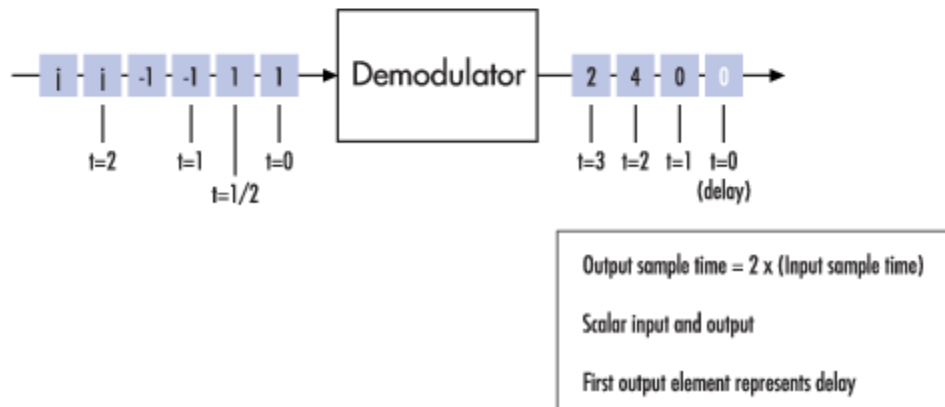 j j -1 -1 1 1 Demodulator 2 4 0 0
t=2 t=1 t=0 t=3 t=2 t=1 t=0
t=1/2 (delay)
Output sample time = 2 x (Input sample time)
Scalar input and output
First output element represents delay